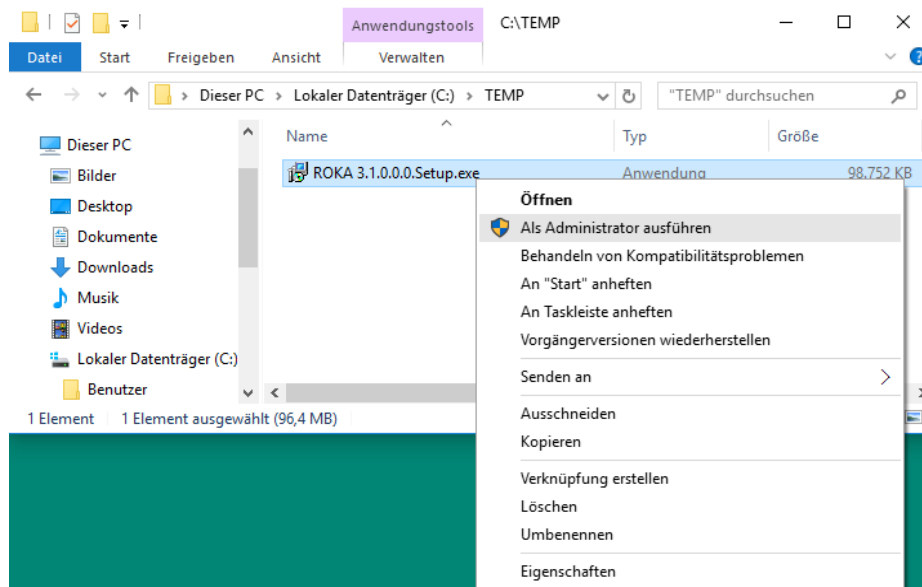 Anwendungstools C:\TEMP
Datei Start Freigeben Ansicht Verwalten
Dieser PC Lokaler Datenträger (C:) TEMP "TEMP" durchsuchen
Name Typ Größe
Dieser PC
Bilder
Desktop
Dokumente
Downloads
Musik
Videos
Lokaler Datenträger (C:)
Benutzer
ROKA 3.1.0.0.0.Setup.exe Anwendung 98.752 KB
Öffnen
Als Administrator ausführen
Behandeln von Kompatibilitätsproblemen
An "Start" anheften
An Taskleiste anheften
Vorgängerversionen wiederherstellen
Senden an
Ausschneiden
Kopieren
Verknüpfung erstellen
Löschen
Umbenennen
Eigenschaften
1 Element 1 Element ausgewählt (96,4 MB)